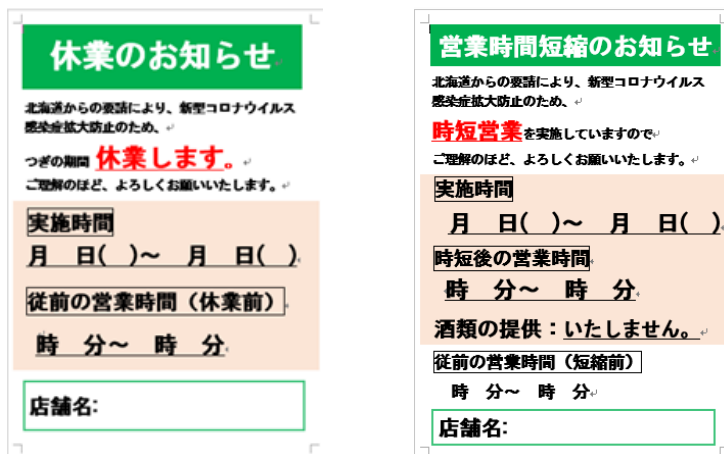 休業のお知らせ
北海道からの要請により、新型コロナウイルス
感染症拡大防止のため、
つぎの期間 休業します。
ご理解のほど、よろしくお願いいたします。
実施時間
月　日(　)～　月　日(　)
従前の営業時間（休業前）
時　分～　時　分
店舗名:
営業時間短縮のお知らせ
北海道からの要請により、新型コロナウイルス
感染症拡大防止のため、
時短営業を実施していますので
ご理解のほど、よろしくお願いいたします。
実施時間
月　日(　)～　月　日(　)
時短後の営業時間
時　分～　時　分
酒類の提供：いたしません。
従前の営業時間（短縮前）
時　分～　時　分
店舗名: